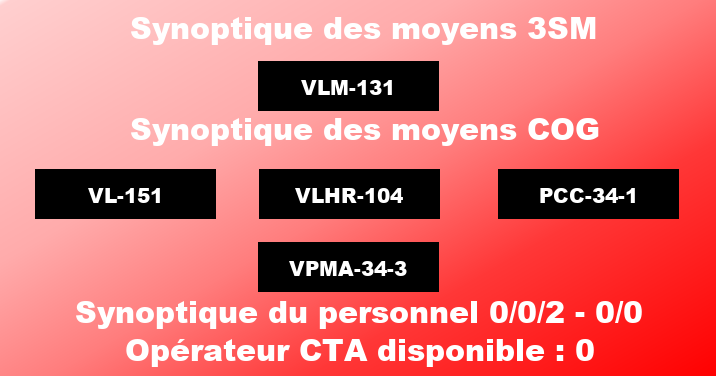 Synoptique des moyens 3SM
VLM-131
Synoptique des moyens COG
VL-151 VLHR-104 PCC-34-1
VPMA-34-3
Synoptique du personnel 0/0/2 - 0/0
Opérateur CTA disponible : 0